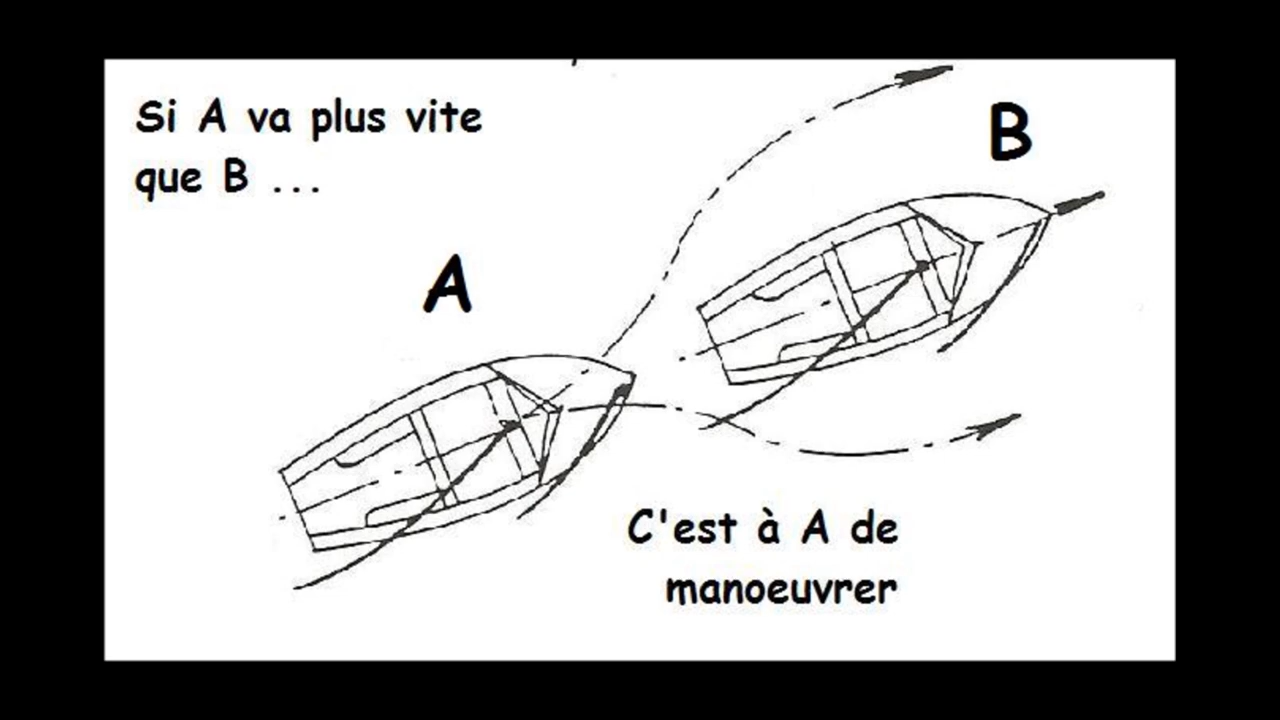 Si A va plus vite
que B ...
B
A
C'est à A de
manoeuvrer